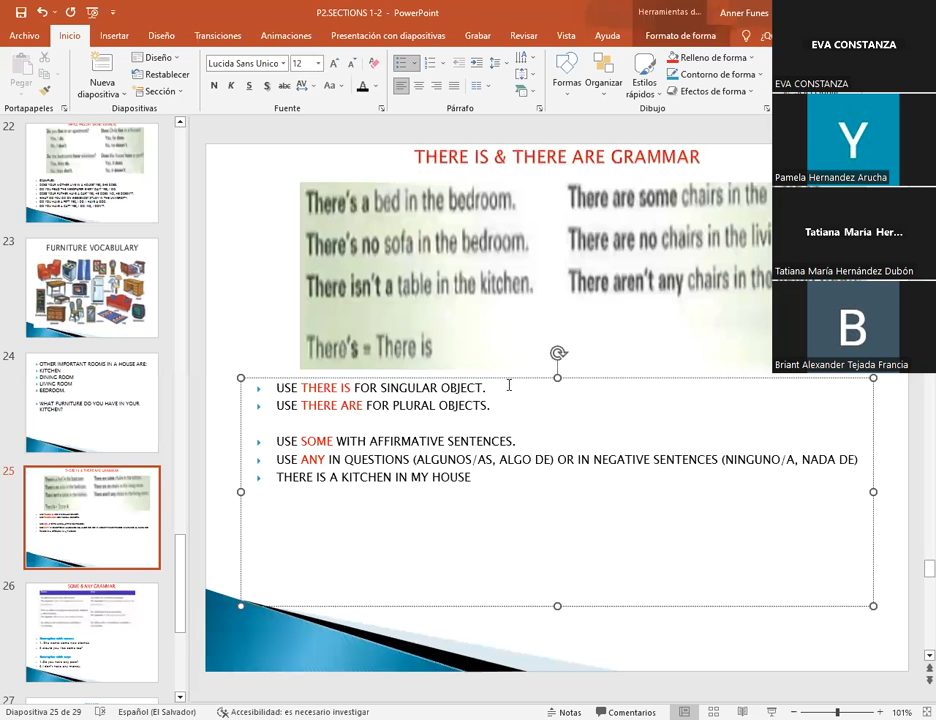 P2.SECTIONS 1-2 - PowerPoint
Herramientas d...
Anner Funes
Archivo
Inicio
Insertar
Diseño
Transiciones
Animaciones
Presentación con diapositivas
Grabar
Revisar
Vista
Ayuda
Formato de forma
Pegar
Nueva
diapositiva
Diseño
Restablecer
Sección
Lucida Sans Unico
12
N K S S abc AV Aa A
Formas
Organizar
Estilos
rápidos
Relleno de forma
Contorno de forma
Efectos de forma
Portapapeles
Diapositivas
Fuente
Párrafo
Dibujo
EVA CONSTANZA
EVA CONSTANZA
Y
Pamela Hernandez Arucha
Tatiana María Her...
Tatiana María Hernández Dubón
B
Briant Alexander Tejada Francia
22
23
FURNITURE VOCABULARY
24
OTHER IMPORTANT ROOMS IN A HOUSE ARE:
KITCHEN
DINING ROOM
LIVING ROOM
BEDROOM.
WHAT FURNITURE DO YOU HAVE IN YOUR
KITCHEN?
25
26
SOME & ANY GRAMMAR
27
THERE IS & THERE ARE GRAMMAR
There's a bed in the bedroom.
There's no sofa in the bedroom.
There isn't a table in the kitchen.
There's = There is
There are some chairs in the
There are no chairs in the livi
There aren't any chairs in the
USE THERE IS FOR SINGULAR OBJECT.
USE THERE ARE FOR PLURAL OBJECTS.
USE SOME WITH AFFIRMATIVE SENTENCES.
USE ANY IN QUESTIONS (ALGUNOS/AS, ALGO DE) OR IN NEGATIVE SENTENCES (NINGUNO/A, NADA DE)
THERE IS A KITCHEN IN MY HOUSE
Diapositiva 25 de 29
Español (El Salvador)
Accesibilidad: es necesario investigar
Notas
Comentarios
101%